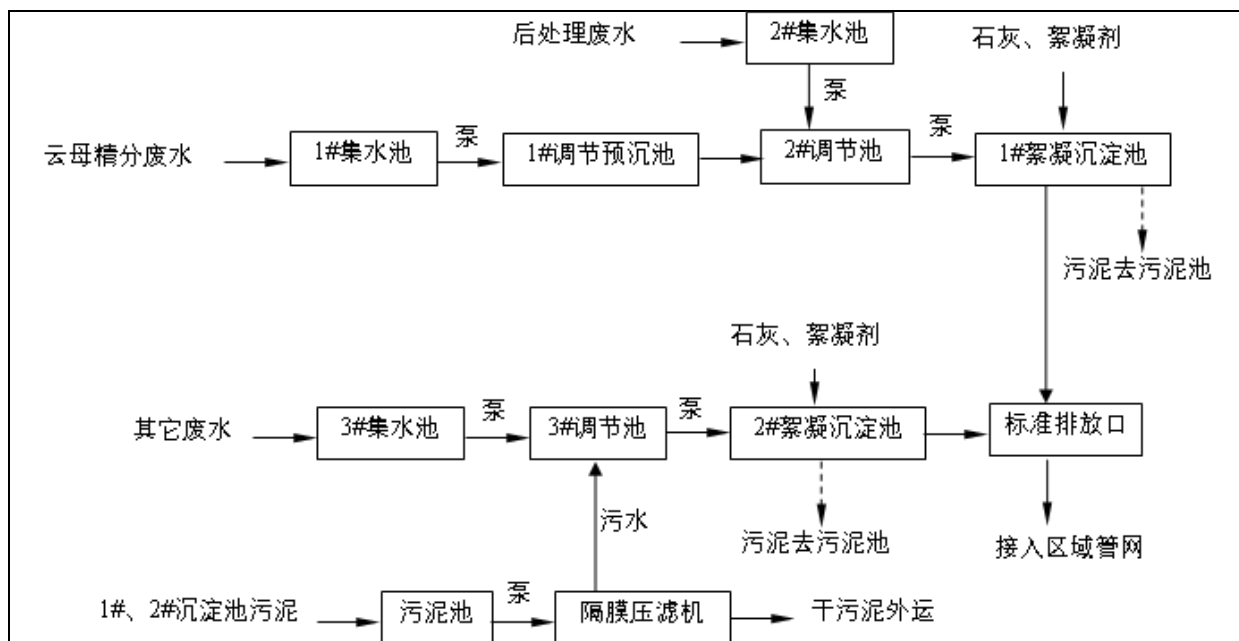 后处理废水
2#集水池
石灰、絮凝剂
泵
云母精分废水
1#集水池
泵
1#调节预沉池
2#调节池
泵
1#絮凝沉淀池
污泥去污泥池
石灰、絮凝剂
其它废水
3#集水池
泵
3#调节池
泵
2#絮凝沉淀池
标准排放口
污水
污泥去污泥池
接入区域管网
1#、2#沉淀池污泥
污泥池
泵
隔膜压滤机
干污泥外运